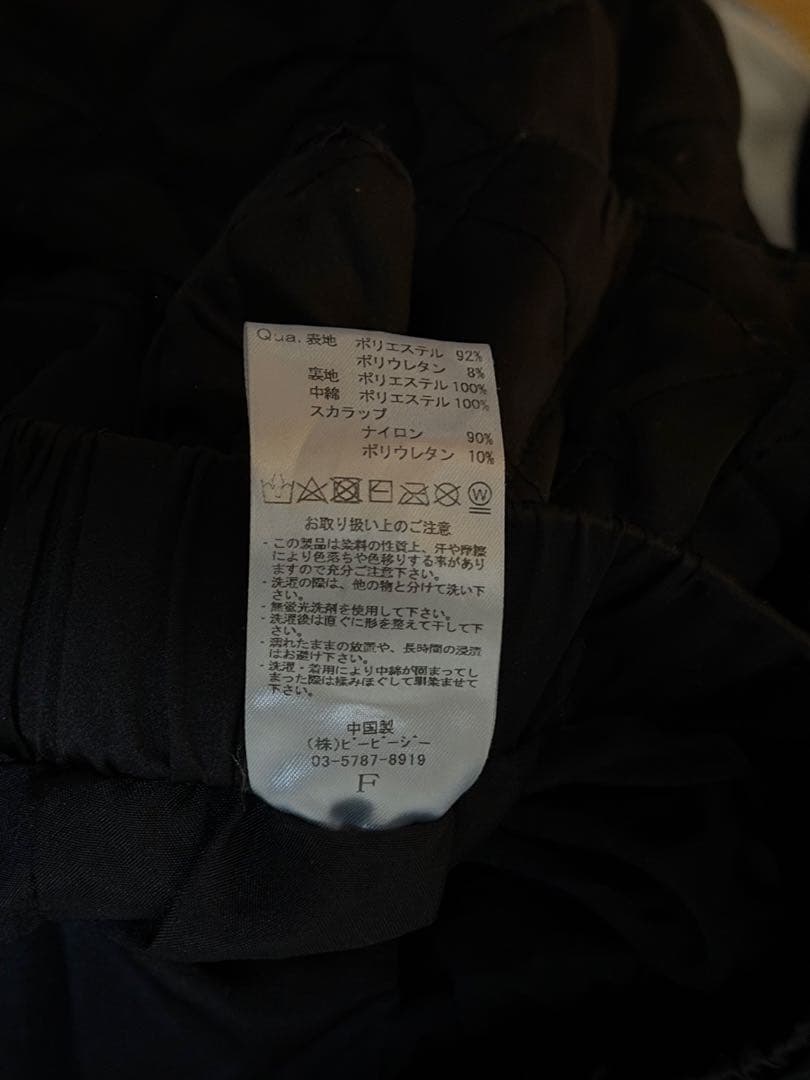 Qua. 表地 ポリエステル 92%
ポリウレタン 8%
裏地 ポリエステル 100%
中綿 ポリエステル 100%
スカラップ
ナイロン 90%
ポリウレタン 10%
W
お取り扱い上のご注意
- この製品は染料の性質上、汗や摩擦
により色落ちや色移りする事があり
ますので充分ご注意下さい。
- 洗濯の際は、他の物と分けて洗い下
さい。
- 無蛍光洗剤を使用して下さい。
- 洗濯後は直ぐに形を整えて干して下
さい。
- 濡れたままの放置や、長時間の浸漬
はお避け下さい。
- 洗濯・着用により中綿が固まってし
まった際は揉みほぐして馴染ませて
下さい。
中国製
(株)ビービージー
03-5787-8919
F